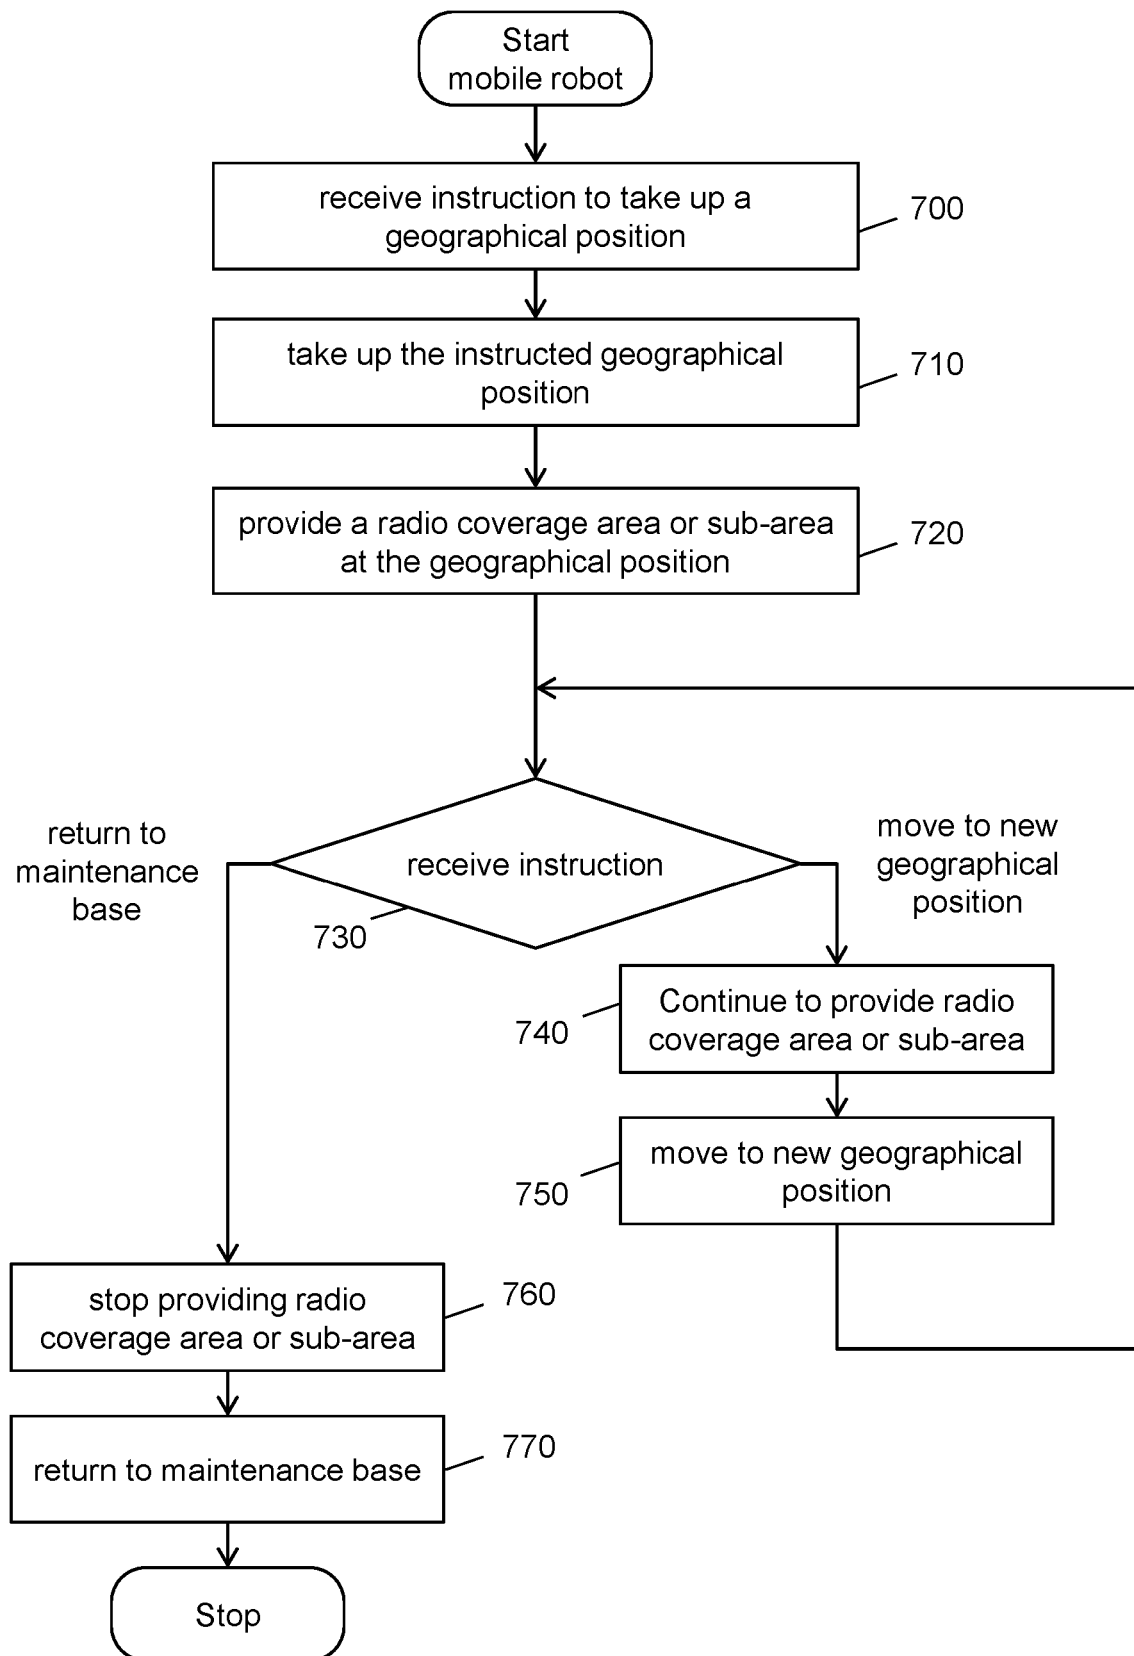 Start
mobile robot
receive instruction to take up a
geographical position
700
take up the instructed geographical
position
710
provide a radio coverage area or sub-area
at the geographical position
720
return to
maintenance
base
receive instruction
730
move to new
geographical
position
Continue to provide radio
coverage area or sub-area
740
move to new geographical
position
750
stop providing radio
coverage area or sub-area
760
return to maintenance base
770
Stop